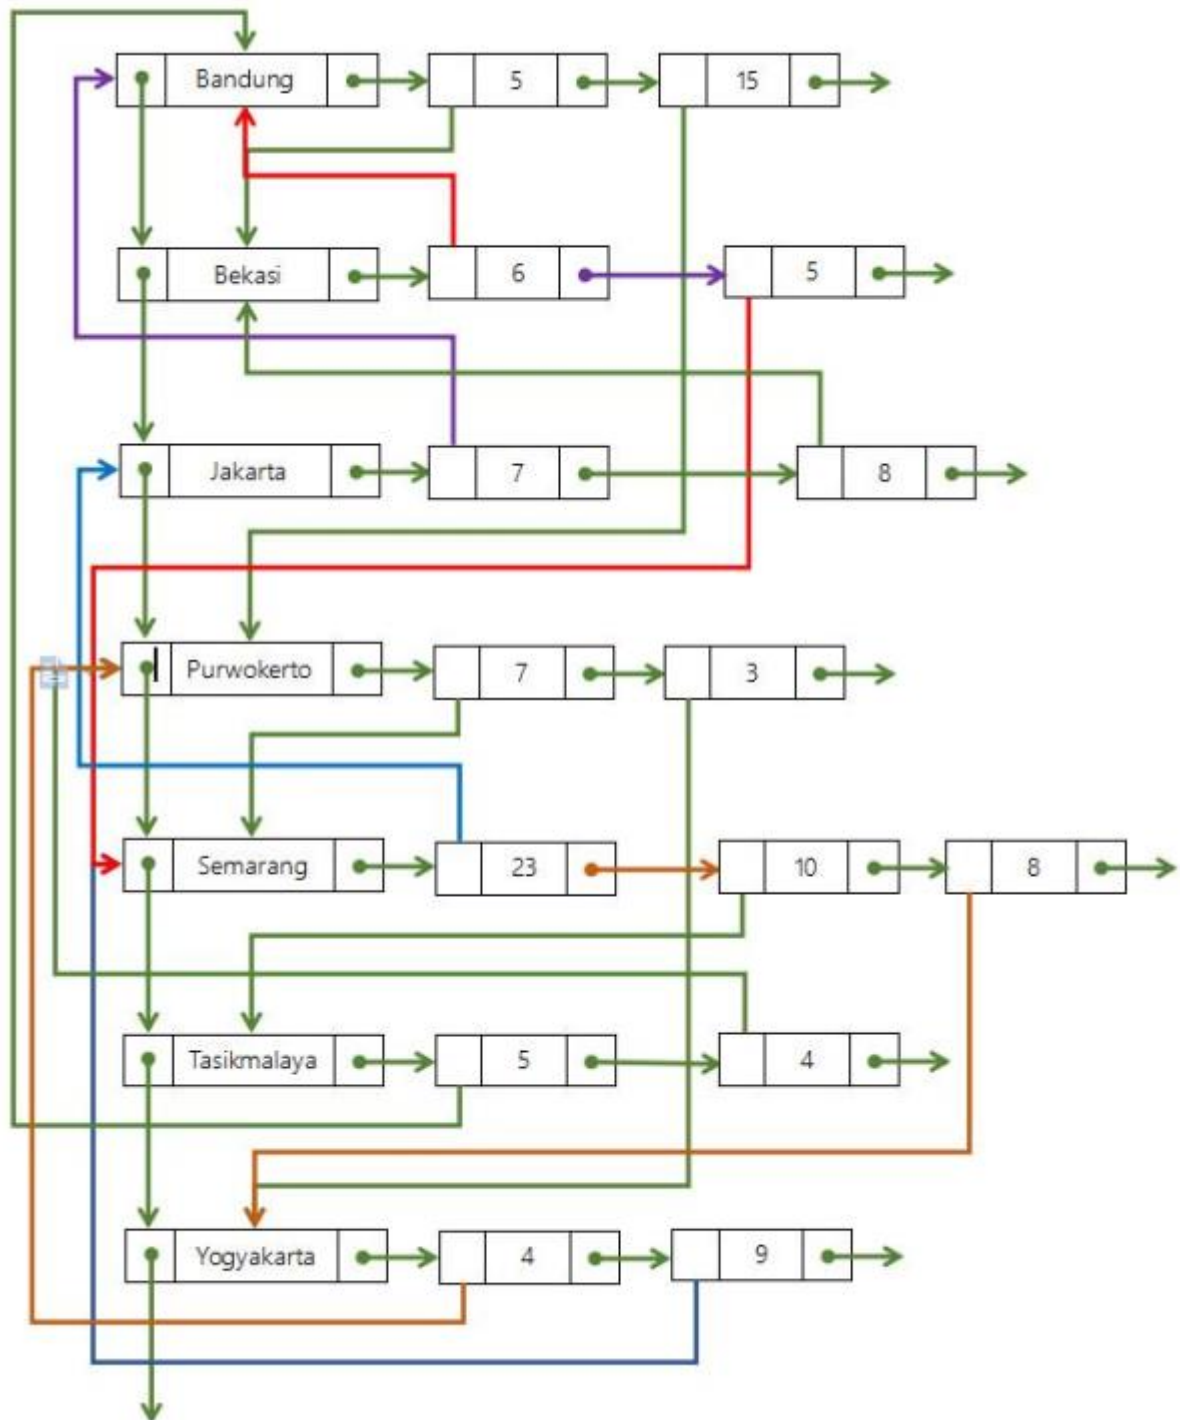 Bandung 5 15
Bekasi 6 5
Jakarta 7 8
Purwokerto 7 3
Semarang 23 10 8
Tasikmalaya 5 4
Yogyakarta 4 9